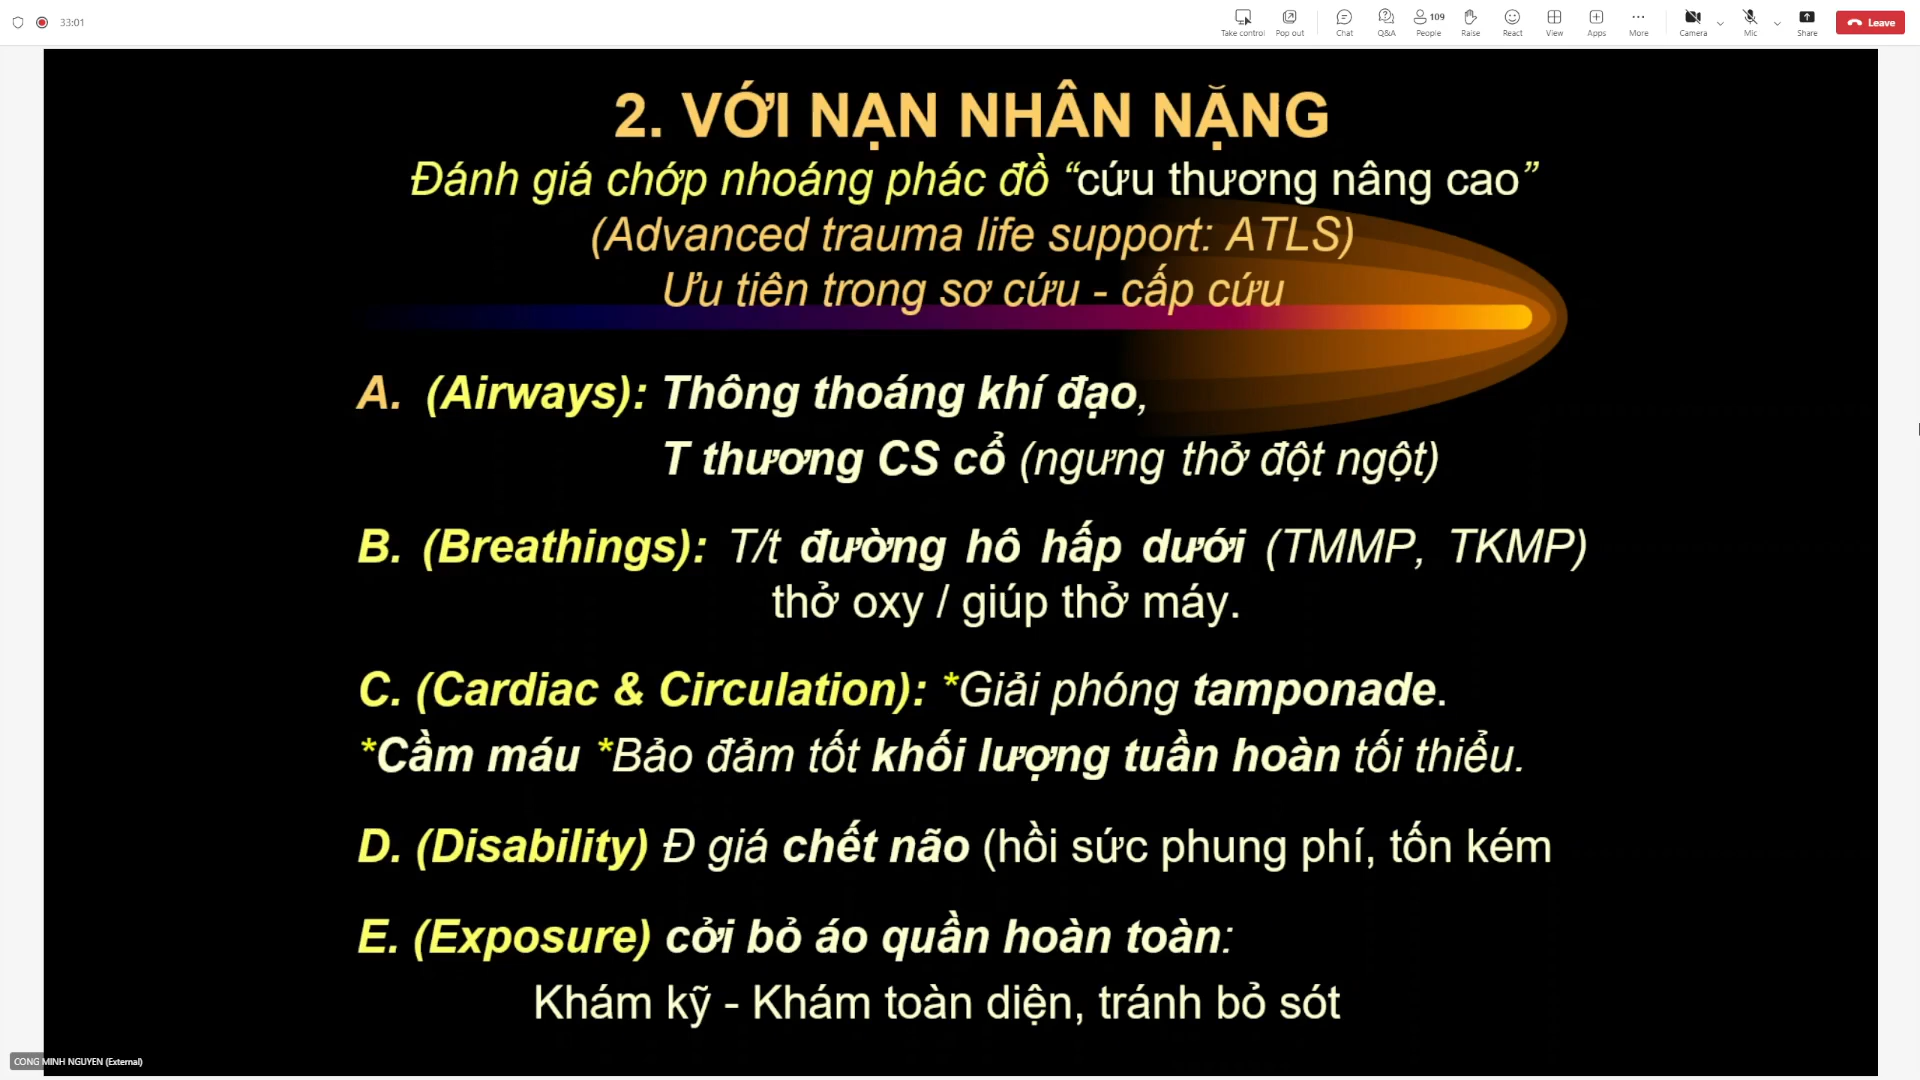 33:01
Take control
Pop out
Chat
Q&A
109
People
Raise
React
View
Apps
More
Camera
Mic
Share
Leave
2. VỚI NẠN NHÂN NẶNG
Đánh giá chớp nhoáng phác đồ “cứu thương nâng cao”
(Advanced trauma life support: ATLS)
Ưu tiên trong sơ cứu - cấp cứu
A. (Airways): Thông thoáng khí đạo,
T thương CS cổ (ngưng thở đột ngột)
B. (Breathings): T/t đường hô hấp dưới (TMMP, TKMP)
thở oxy / giúp thở máy.
C. (Cardiac & Circulation): *Giải phóng tamponade.
*Cầm máu *Bảo đảm tốt khối lượng tuần hoàn tối thiểu.
D. (Disability) Đ giá chết não (hồi sức phung phí, tốn kém
E. (Exposure) cởi bỏ áo quần hoàn toàn:
Khám kỹ - Khám toàn diện, tránh bỏ sót
CONG MINH NGUYEN (External)